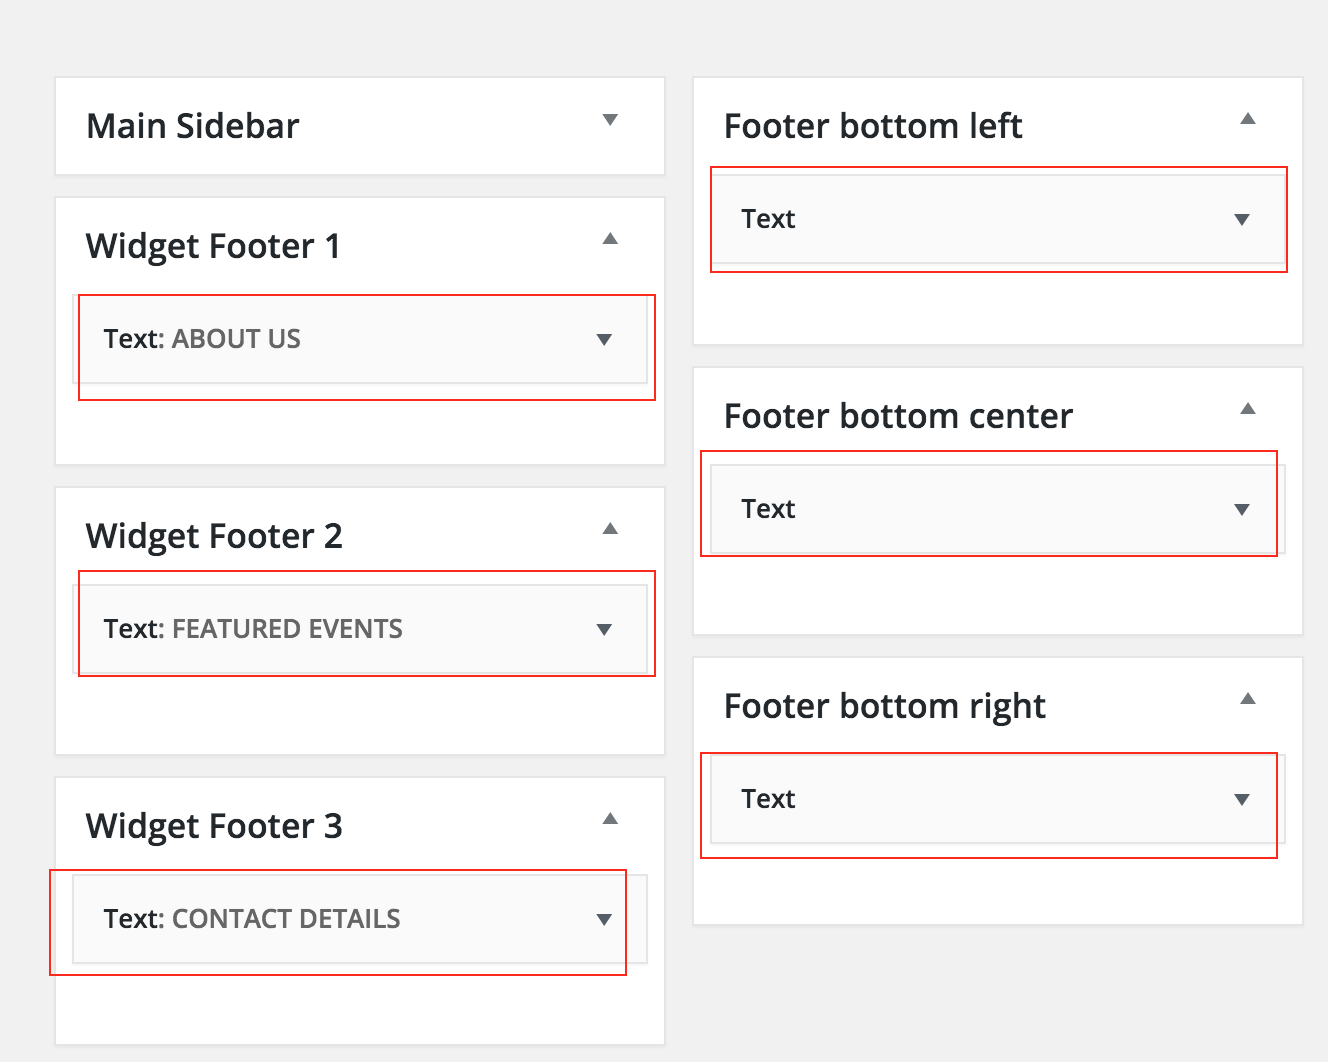 Main Sidebar
Widget Footer 1
Text: ABOUT US
Widget Footer 2
Text: FEATURED EVENTS
Widget Footer 3
Text: CONTACT DETAILS
Footer bottom left
Text
Footer bottom center
Text
Footer bottom right
Text